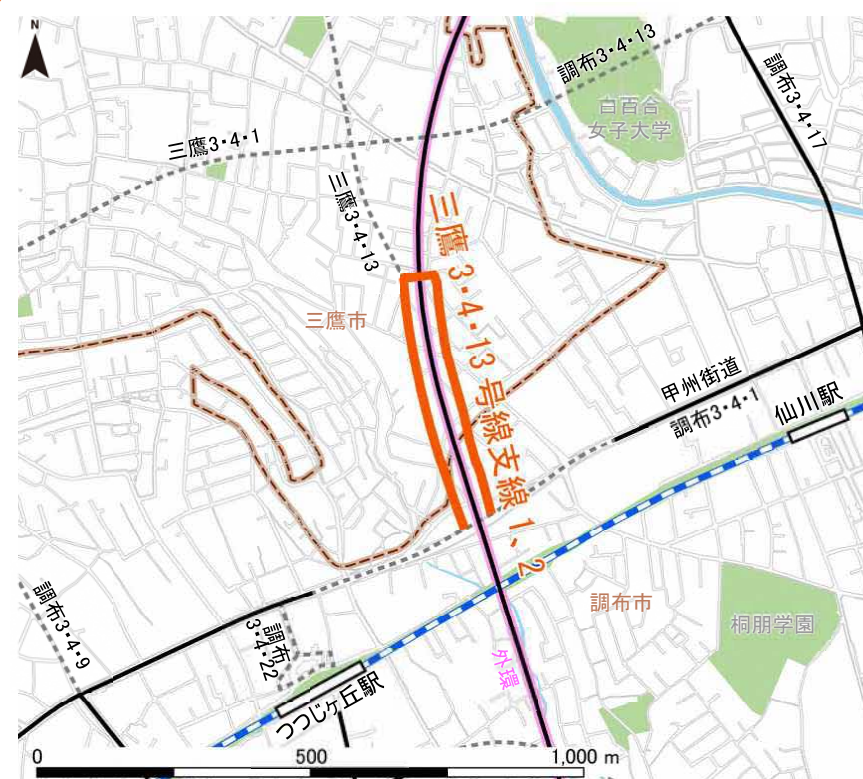 N
調布3・4・13
調布3・4・17
白百合
女子大学
三鷹3・4・1
三鷹3・4・13
三鷹 3・4・13 号線支線 1、2
三鷹市
甲州街道
調布3・4・1
仙川駅
調布市
桐朋学園
調布3・4・9
調布
3・4・22
外環
つつじヶ丘駅
0 500 1,000 m